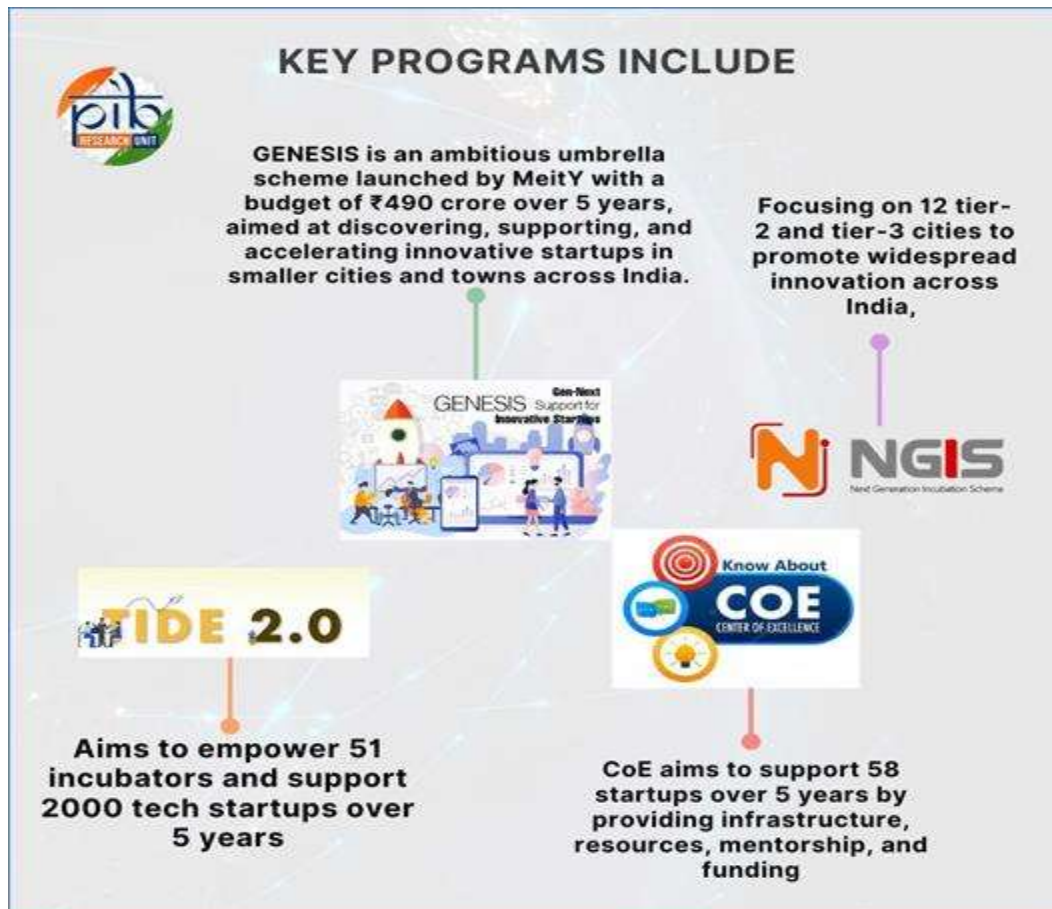 KEY PROGRAMS INCLUDE
pib
RESEARCH UNIT
GENESIS is an ambitious umbrella
scheme launched by MeitY with a
budget of ₹490 crore over 5 years,
aimed at discovering, supporting, and
accelerating innovative startups in
smaller cities and towns across India.
Focusing on 12 tier-
2 and tier-3 cities to
promote widespread
innovation across
India,
GENESIS
Gen-Next
Support for
Innovative Startups
NGIS
Next Generation Incubation Scheme
TIDE 2.0
Know About
COE
CENTER OF EXCELLENCE
Aims to empower 51
incubators and support
2000 tech startups over
5 years
CoE aims to support 58
startups over 5 years by
providing infrastructure,
resources, mentorship, and
funding